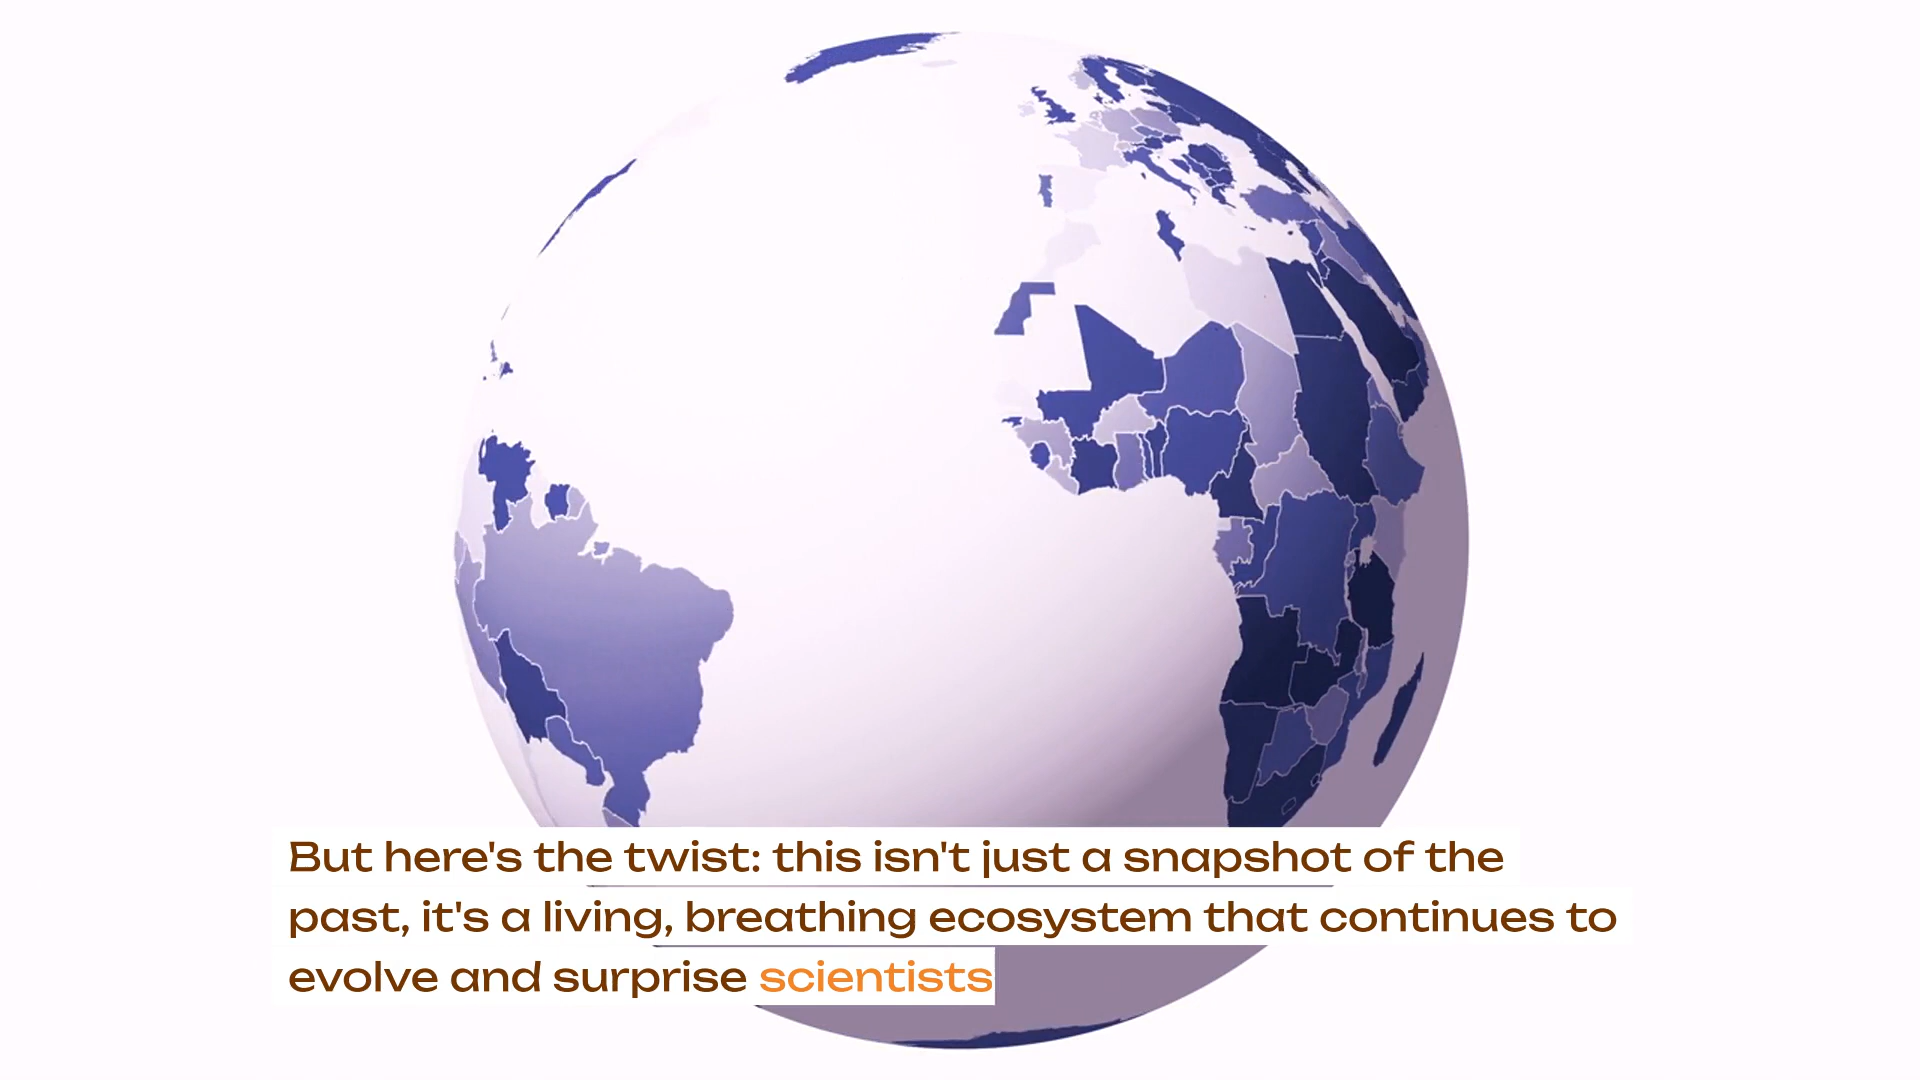 But here's the twist: this isn't just a snapshot of the
past, it's a living, breathing ecosystem that continues to
evolve and surprise scientists